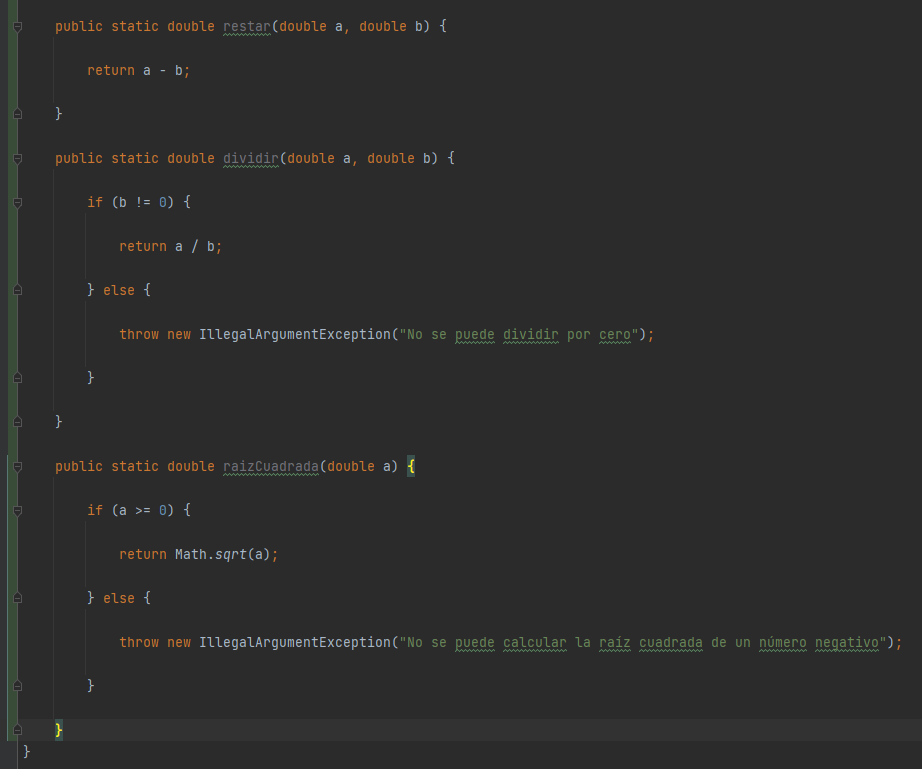 public static double restar(double a, double b) {
return a - b;
}
public static double dividir(double a, double b) {
if (b != 0) {
return a / b;
} else {
throw new IllegalArgumentException("No se puede dividir por cero");
}
}
public static double raizCuadrada(double a) {
if (a >= 0) {
return Math.sqrt(a);
} else {
throw new IllegalArgumentException("No se puede calcular la raíz cuadrada de un número negativo");
}
}
}